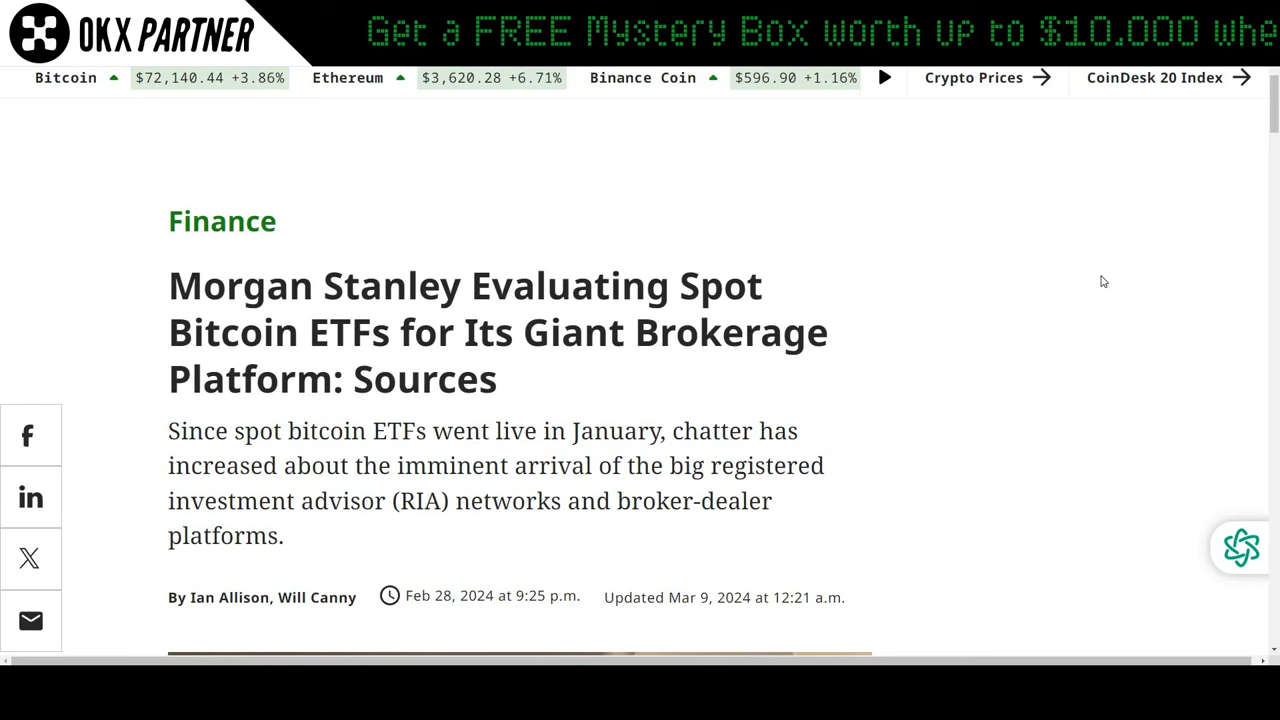 OKX PARTNER
Get a FREE Mystery Box worth up to $10,000 whe
Bitcoin $72,140.44 +3.86% Ethereum $3,620.28 +6.71% Binance Coin $596.90 +1.16% Crypto Prices CoinDesk 20 Index
Finance
Morgan Stanley Evaluating Spot
Bitcoin ETFs for Its Giant Brokerage
Platform: Sources
Since spot bitcoin ETFs went live in January, chatter has
increased about the imminent arrival of the big registered
investment advisor (RIA) networks and broker-dealer
platforms.
By Ian Allison, Will Canny Feb 28, 2024 at 9:25 p.m. Updated Mar 9, 2024 at 12:21 a.m.